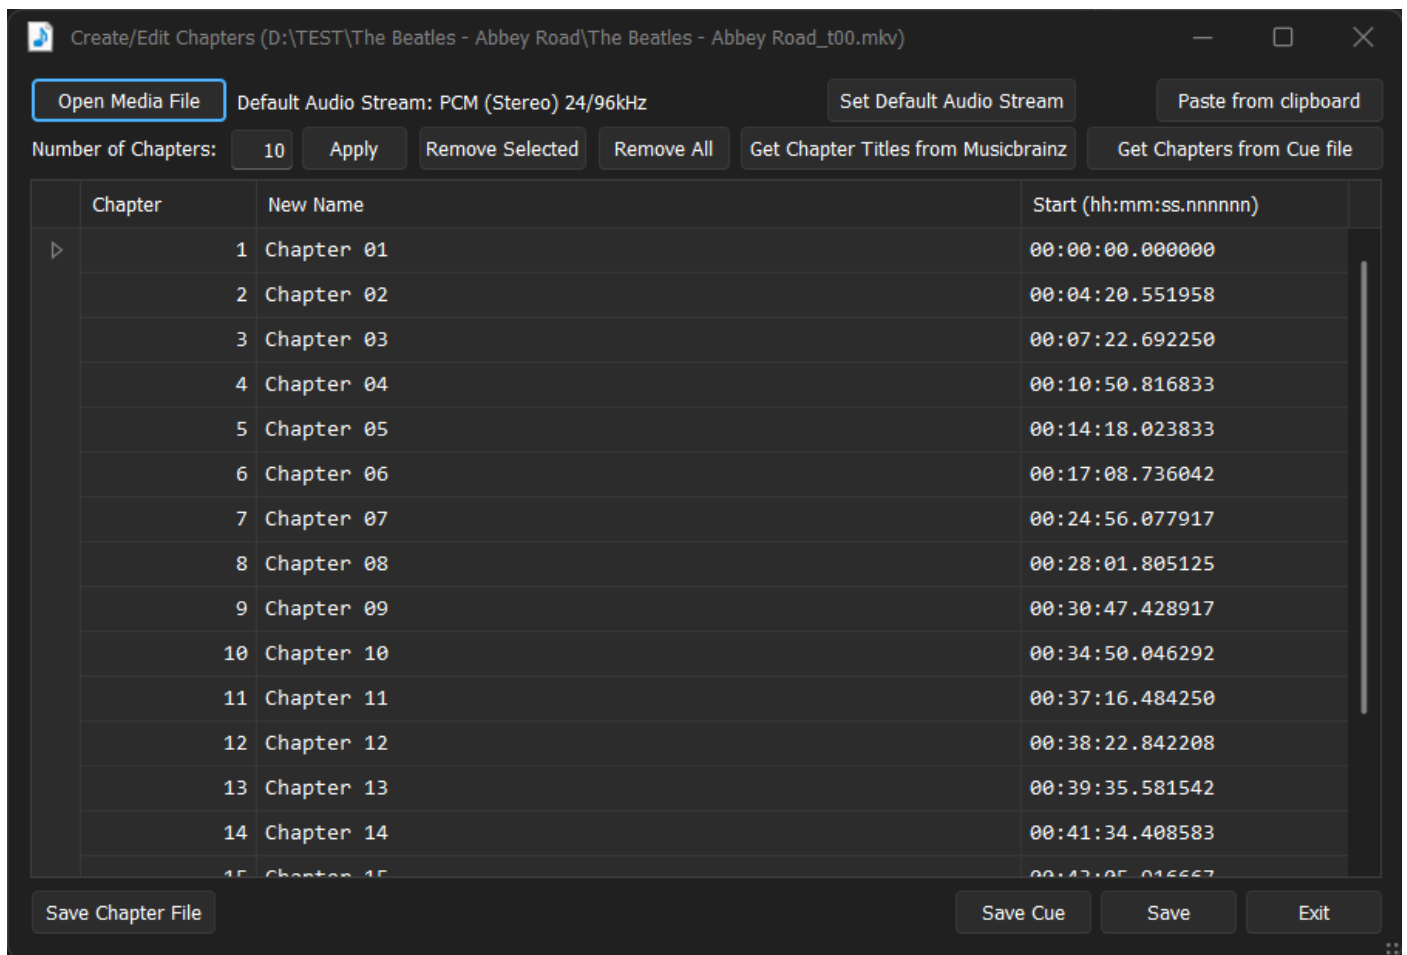 Create/Edit Chapters (D:\TEST\The Beatles - Abbey Road\The Beatles - Abbey Road_t00.mkv)
Open Media File Default Audio Stream: PCM (Stereo) 24/96kHz Set Default Audio Stream Paste from clipboard
Number of Chapters: 10 Apply Remove Selected Remove All Get Chapter Titles from Musicbrainz Get Chapters from Cue file
Chapter New Name Start (hh:mm:ss.nnnnnn)
1 Chapter 01 00:00:00.000000
2 Chapter 02 00:04:20.551958
3 Chapter 03 00:07:22.692250
4 Chapter 04 00:10:50.816833
5 Chapter 05 00:14:18.023833
6 Chapter 06 00:17:08.736042
7 Chapter 07 00:24:56.077917
8 Chapter 08 00:28:01.805125
9 Chapter 09 00:30:47.428917
10 Chapter 10 00:34:50.046292
11 Chapter 11 00:37:16.484250
12 Chapter 12 00:38:22.842208
13 Chapter 13 00:39:35.581542
14 Chapter 14 00:41:34.408583
15 Chapter 15
Save Chapter File Save Cue Save Exit